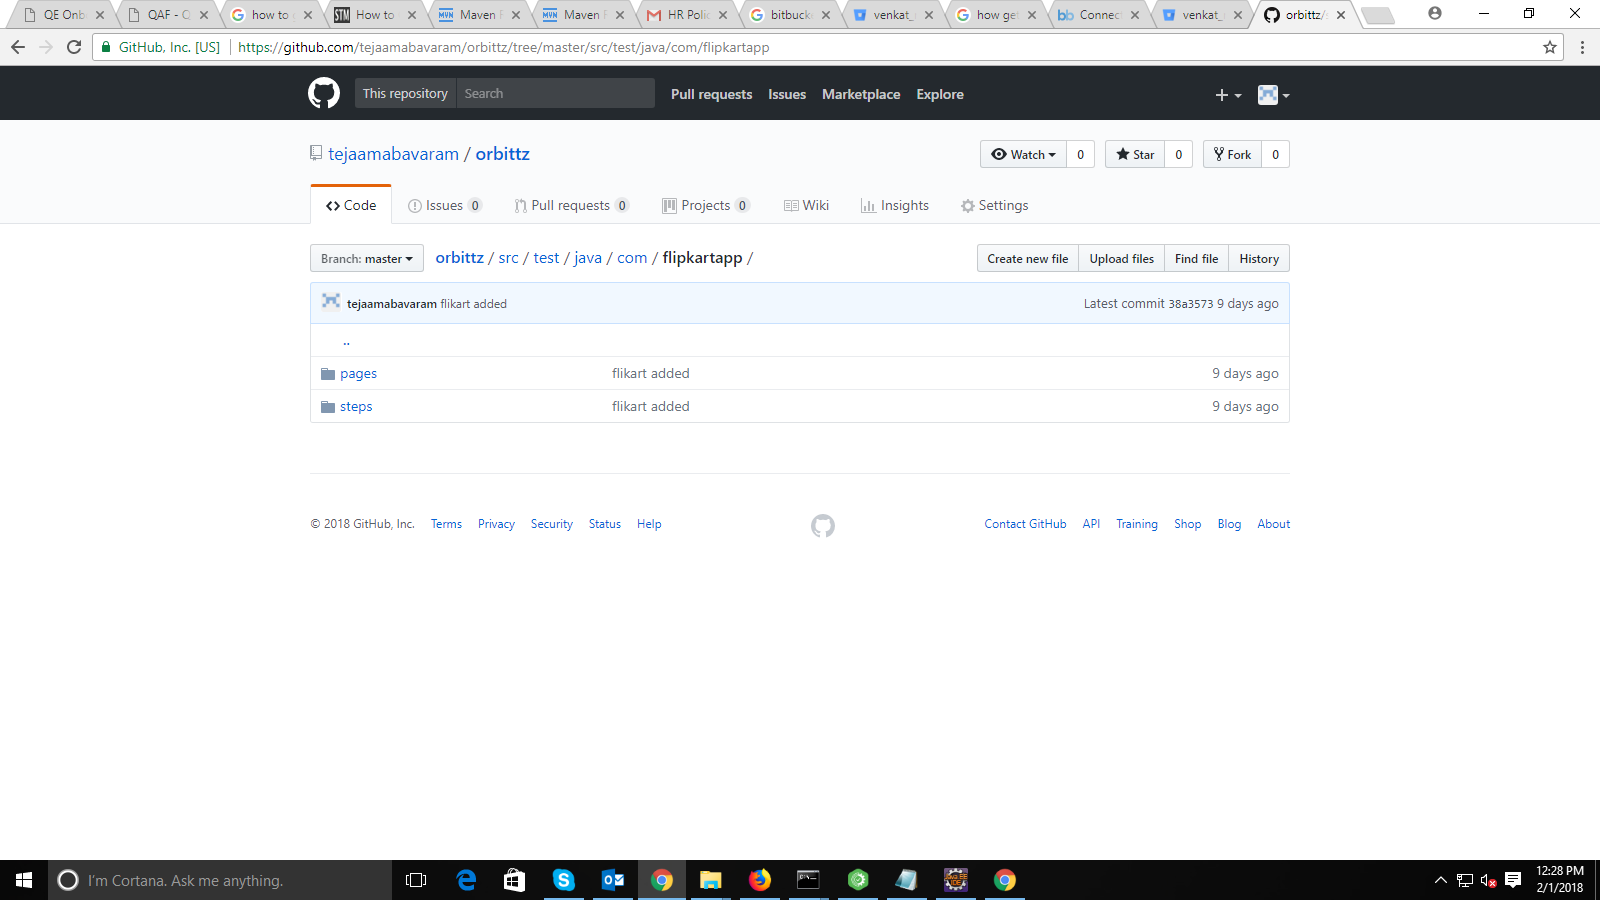 QE Onb QAF - Q how to How to Maven F Maven F HR Polic bitbuck venkat_ how get Connect venkat_ orbittz/
GitHub, Inc. [US] https://github.com/tejaamabavaram/orbittz/tree/master/src/test/java/com/flipkartapp
This repository Search Pull requests Issues Marketplace Explore
tejaamabavaram / orbittz Watch 0 Star 0 Fork 0
Code Issues 0 Pull requests 0 Projects 0 Wiki Insights Settings
Branch: master orbittz / src / test / java / com / flipkartapp / Create new file Upload files Find file History
tejaamabavaram flikart added Latest commit 38a3573 9 days ago
..
pages flikart added 9 days ago
steps flikart added 9 days ago
© 2018 GitHub, Inc. Terms Privacy Security Status Help Contact GitHub API Training Shop Blog About
I'm Cortana. Ask me anything. 12:28 PM
2/1/2018